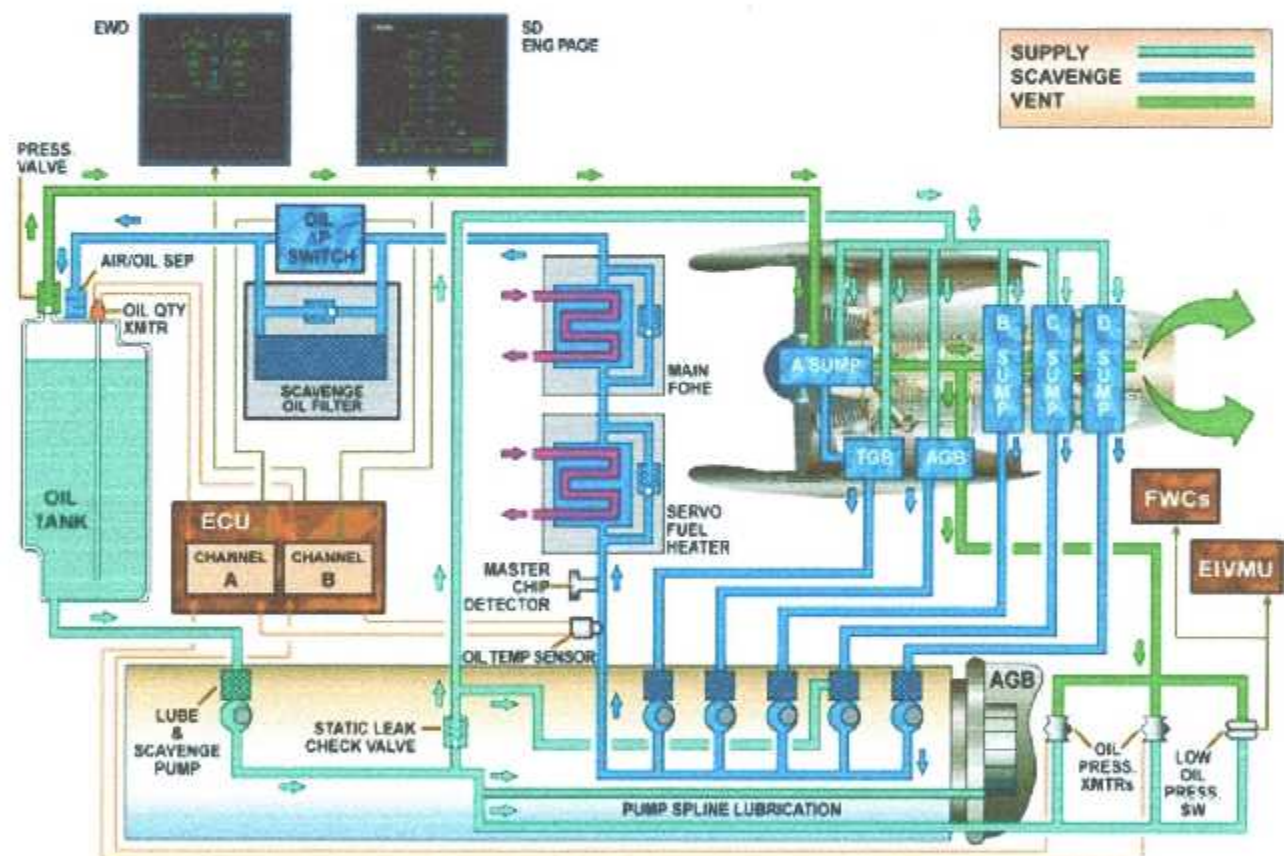 EWD
SD
ENG PAGE
SUPPLY
SCAVENGE
VENT
PRESS.
VALVE
AIR/OIL SEP
OIL QTY
XMTR
OIL
ΔP
SWITCH
SCAVENGE
OIL FILTER
MAIN
FOHE
SERVO
FUEL
HEATER
A SUMP
B SUMP
C SUMP
D SUMP
TGB
AGB
OIL
TANK
ECU
CHANNEL
A
CHANNEL
B
MASTER
CHIP
DETECTOR
OIL TEMP SENSOR
FWCs
EIVMU
LUBE
&
SCAVENGE
PUMP
STATIC LEAK
CHECK VALVE
AGB
PUMP SPLINE LUBRICATION
OIL
PRESS.
XMTRs
LOW
OIL
PRESS.
SW